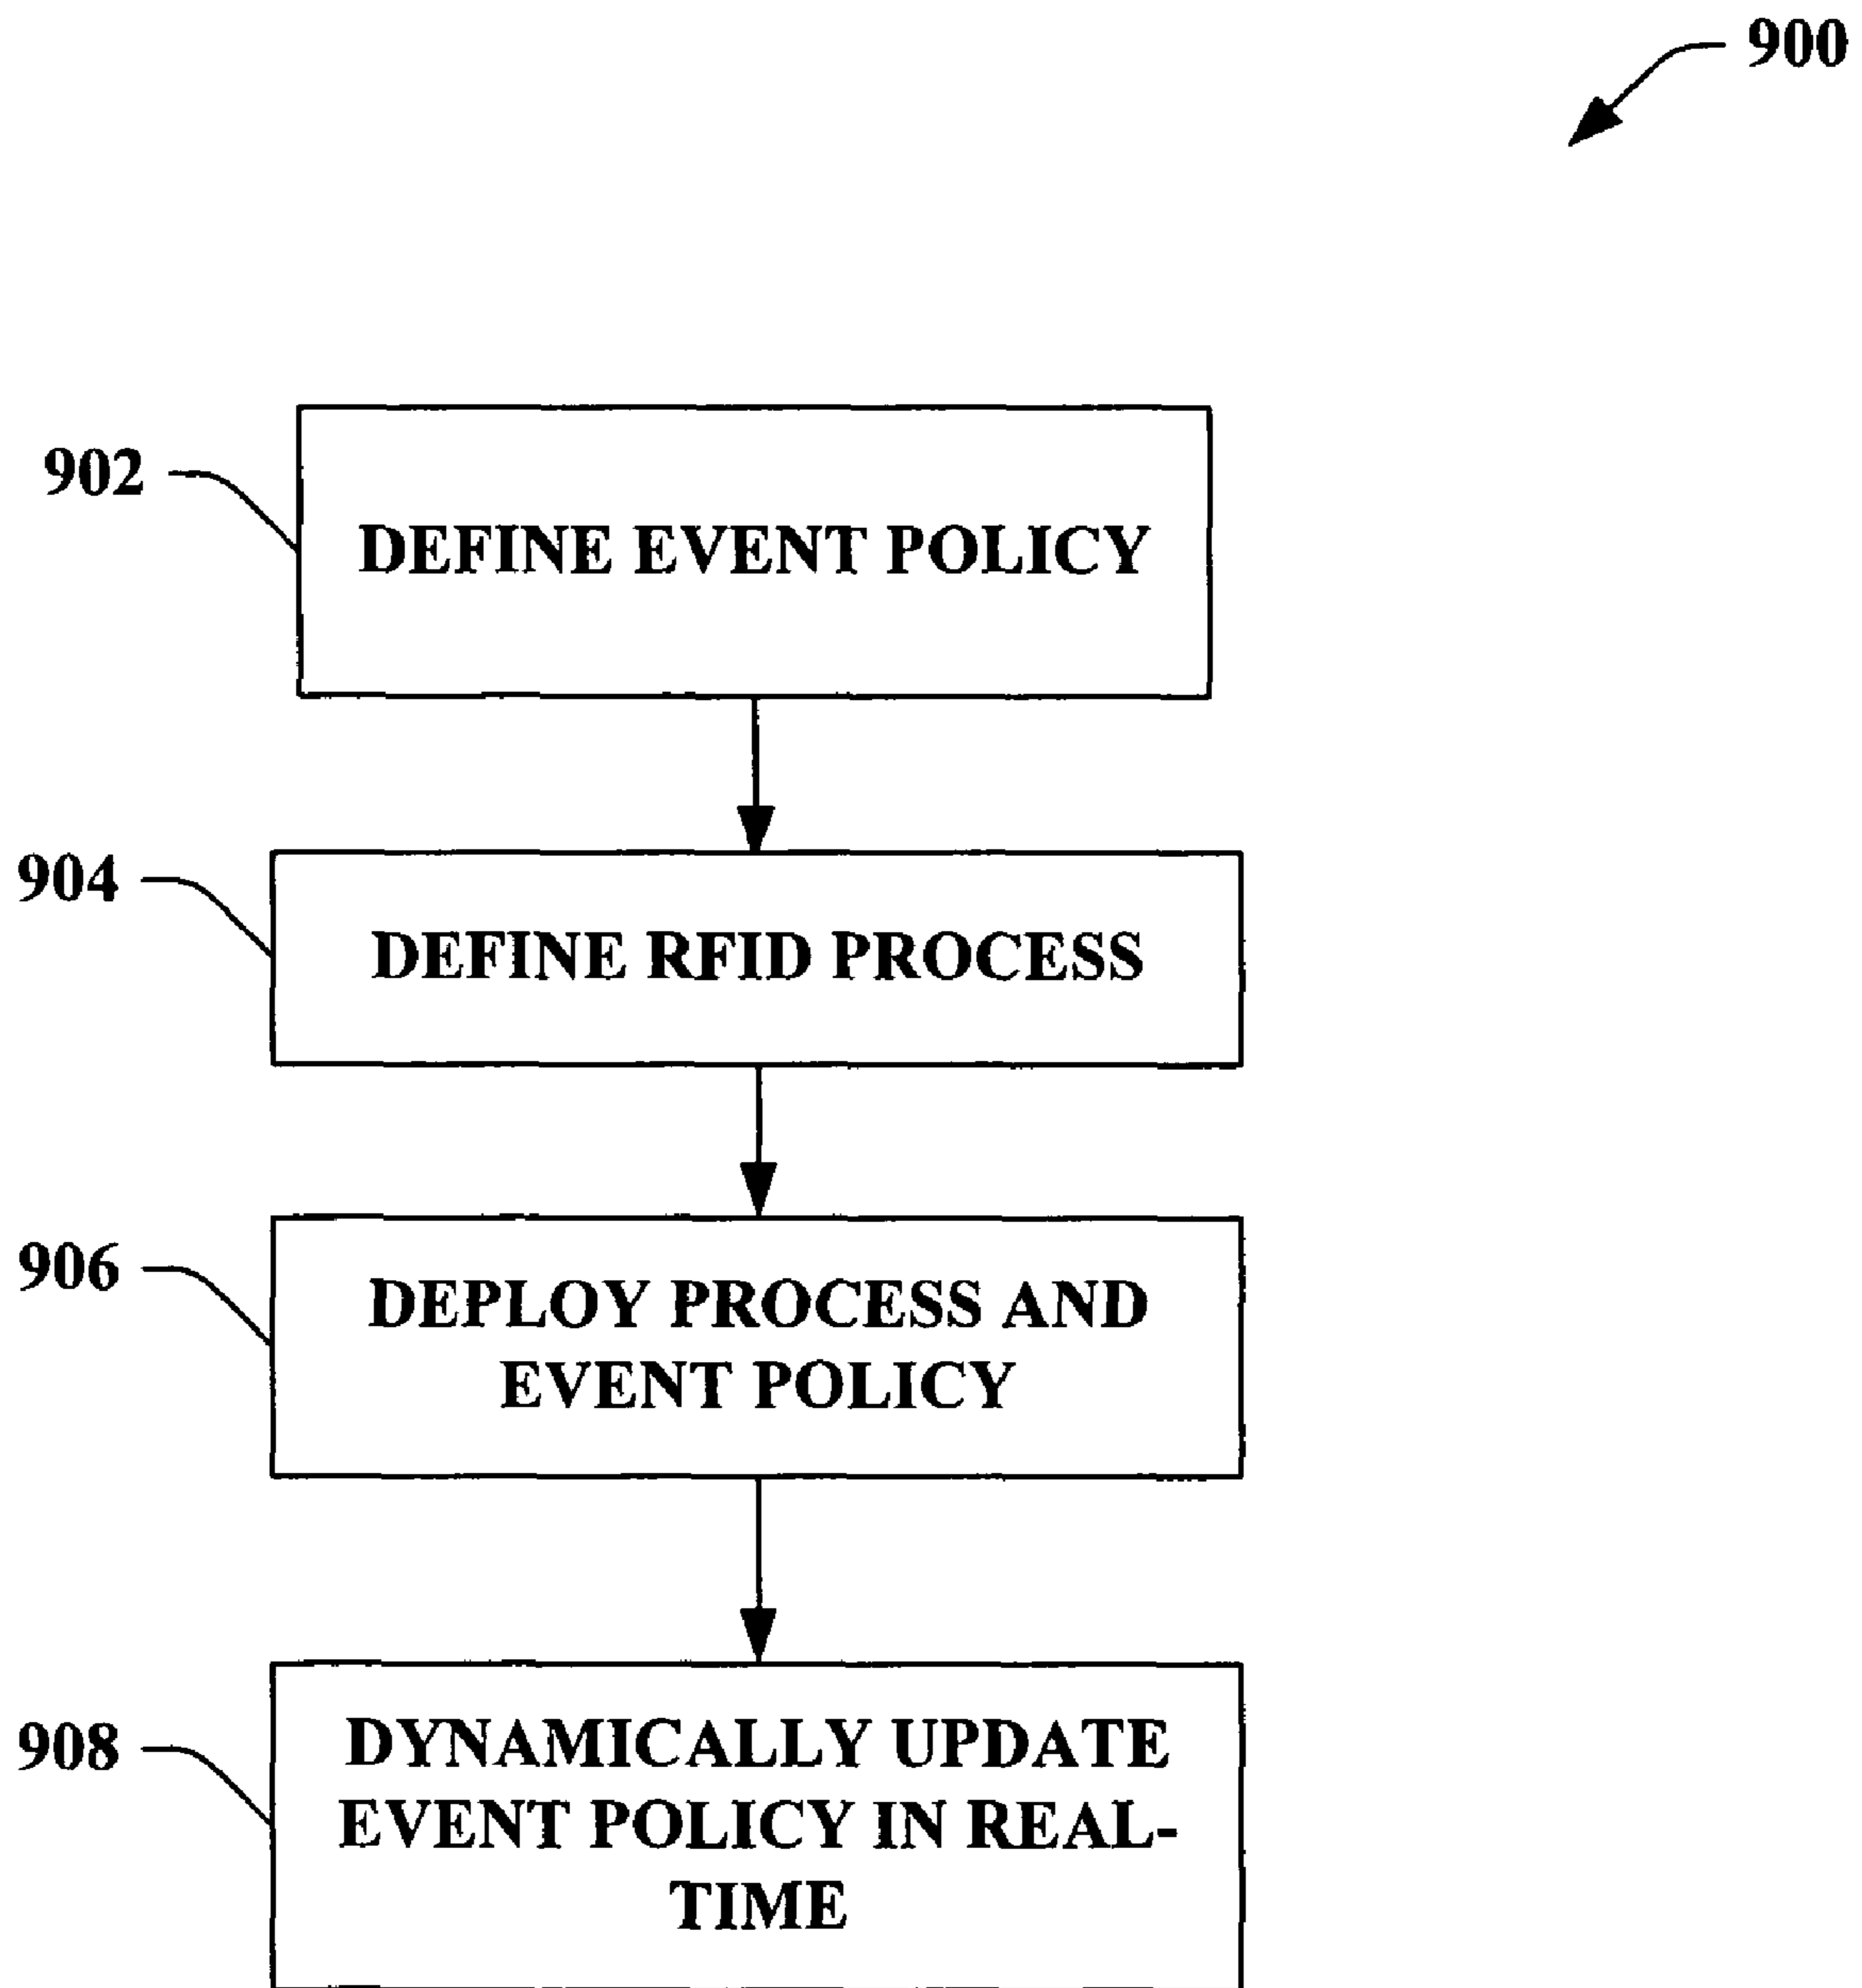 900
902
DEFINE EVENT POLICY
904
DEFINE RFID PROCESS
906
DEPLOY PROCESS AND
EVENT POLICY
908
DYNAMICALLY UPDATE
EVENT POLICY IN REAL-
TIME